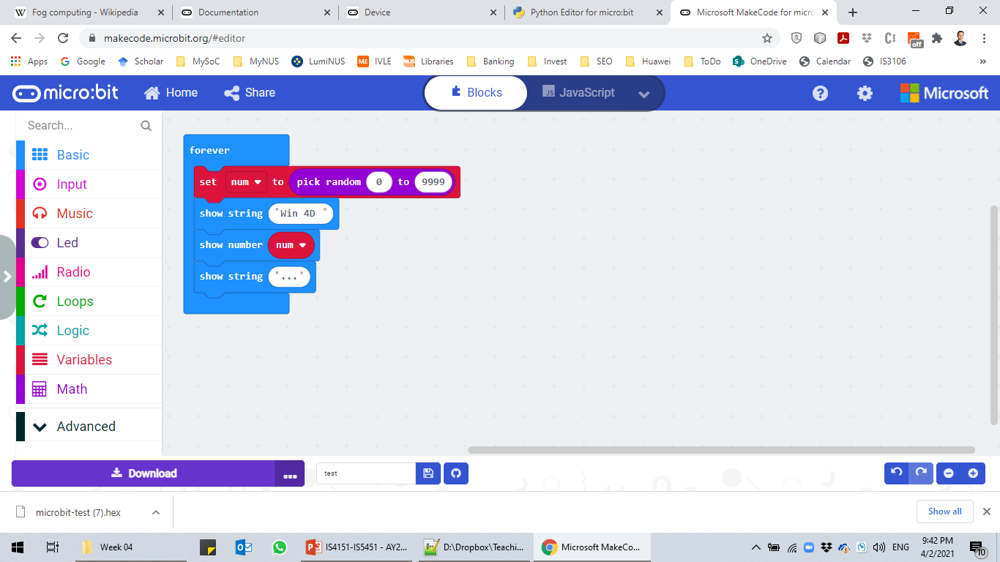 Fog computing - Wikipedia
Documentation
Device
Python Editor for micro:bit
Microsoft MakeCode for micro
makecode.microbit.org/#editor
off
Apps
Google
Scholar
MySoC
MyNUS
LumiNUS
ME
IVLE
NUS
Libraries
Banking
Invest
SEO
Huawei
ToDo
OneDrive
Calendar
IS3106
micro:bit
Home
Share
Blocks
JS
JavaScript
Microsoft
Search...
Basic
Input
Music
Led
Radio
Loops
Logic
Variables
Math
Advanced
forever
set num to pick random 0 to 9999
show string "Win 4D "
show number num
show string "..."
Download
...
test
microbit-test (7).hex
Show all
Week 04
IS4151-IS5451 - AY2...
D:\Dropbox\Teachi...
Microsoft MakeCo...
ENG
9:42 PM
4/2/2021
10